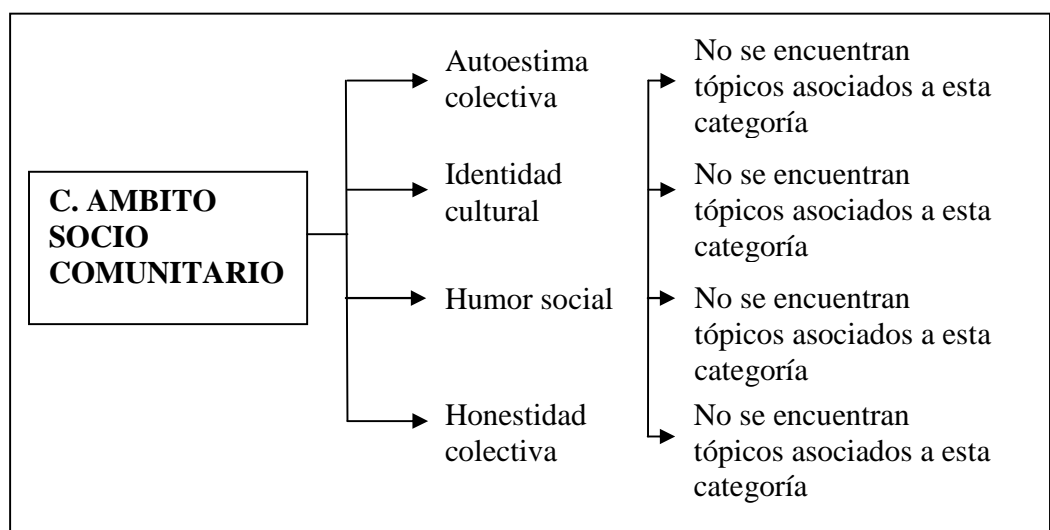 C. AMBITO
SOCIO
COMUNITARIO
Autoestima
colectiva
No se encuentran
tópicos asociados a esta
categoría
Identidad
cultural
No se encuentran
tópicos asociados a esta
categoría
Humor social
No se encuentran
tópicos asociados a esta
categoría
Honestidad
colectiva
No se encuentran
tópicos asociados a esta
categoría